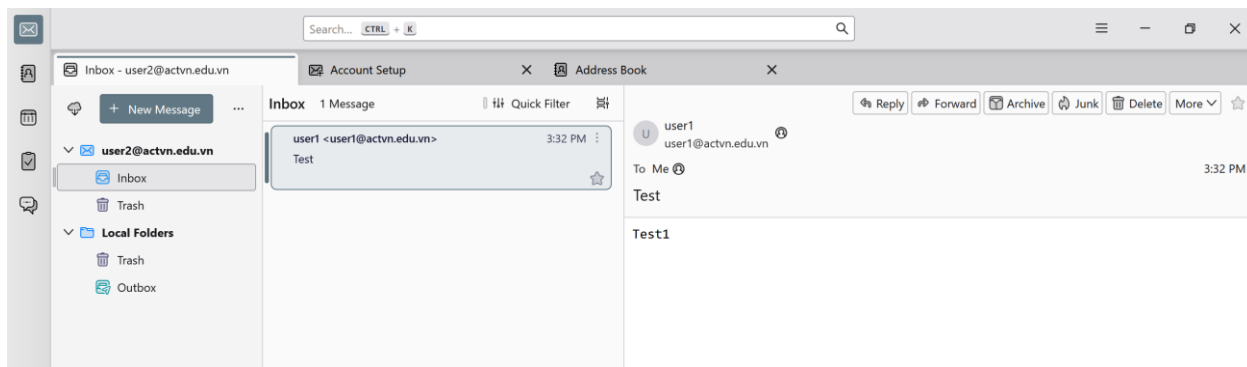 Search... CTRL + K
Inbox - user2@actvn.edu.vn
Account Setup
Address Book
+ New Message
user2@actvn.edu.vn
Inbox
Trash
Local Folders
Trash
Outbox
Inbox 1 Message
Quick Filter
user1 <user1@actvn.edu.vn> 3:32 PM
Test
Reply Forward Archive Junk Delete More
U
user1
user1@actvn.edu.vn
To Me 3:32 PM
Test
Test1